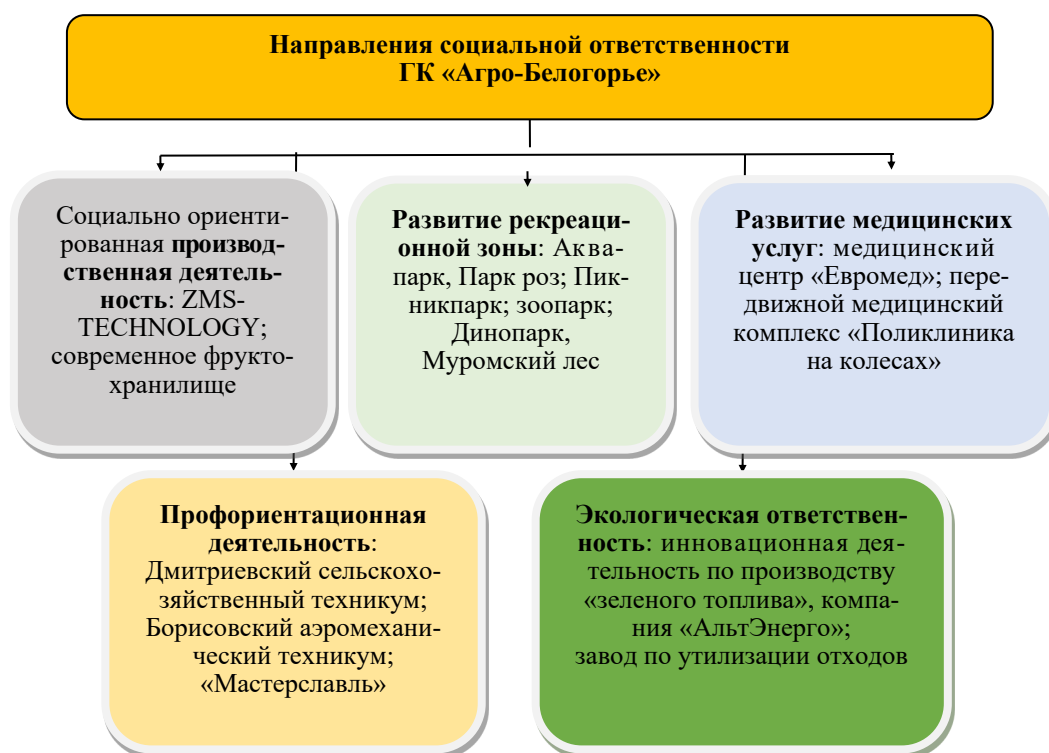 Направления социальной ответственности
ГК «Агро-Белогорье»
Социально ориенти-
рованная производ-
ственная деятель-
ность: ZMS-
TECHNOLOGY;
современное фрукто-
хранилище
Развитие рекреаци-
онной зоны: Аква-
парк, Парк роз; Пик-
никпарк; зоопарк;
Динопарк,
Муромский лес
Развитие медицинских
услуг: медицинский
центр «Евромед»; пере-
движной медицинский
комплекс «Поликлиника
на колесах»
Профориентационная
деятельность:
Дмитриевский сельскохо-
зяйственный техникум;
Борисовский аэромехани-
ческий техникум;
«Мастерславль»
Экологическая ответствен-
ность: инновационная дея-
тельность по производству
«зеленого топлива», компа-
ния «АльтЭнерго»;
завод по утилизации отходов